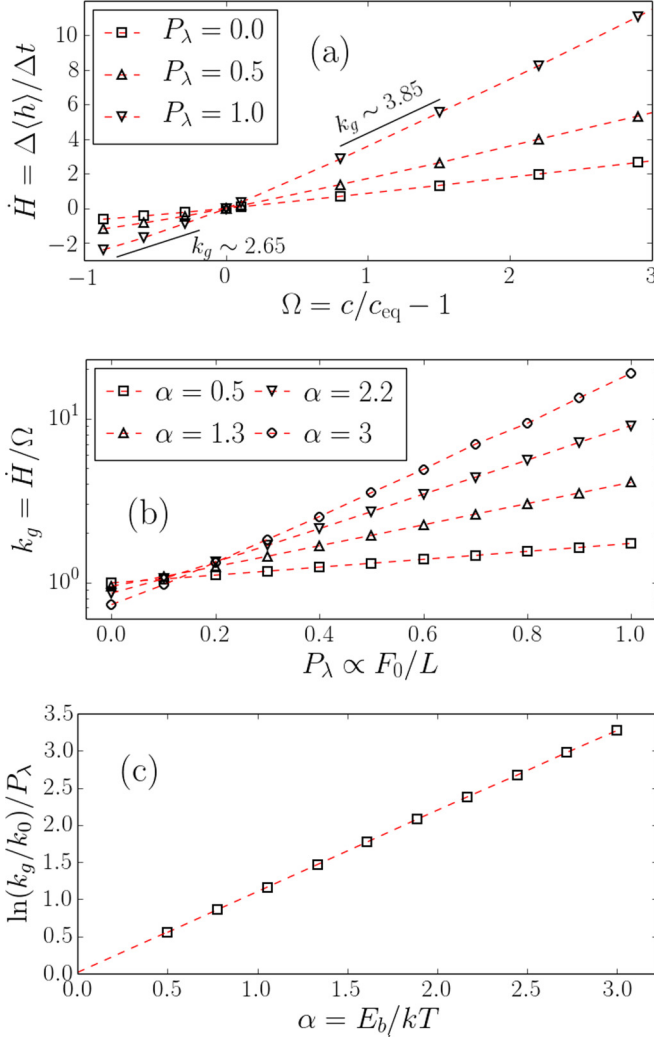 10
8
6
4
2
0
−2
Ḣ = Δ⟨h⟩/Δt
P_λ = 0.0
P_λ = 0.5
P_λ = 1.0
(a)
k_g ∼ 3.85
k_g ∼ 2.65
−1 0 1 2 3
Ω = c/c_eq − 1
10^1
10^0
k_g = Ḣ/Ω
α = 0.5 α = 2.2
α = 1.3 α = 3
(b)
0.0 0.2 0.4 0.6 0.8 1.0
P_λ ∝ F_0/L
3.5
3.0
2.5
2.0
1.5
1.0
0.5
0.0
ln(k_g/k_0)/P_λ
(c)
0.0 0.5 1.0 1.5 2.0 2.5 3.0
α = E_b/kT